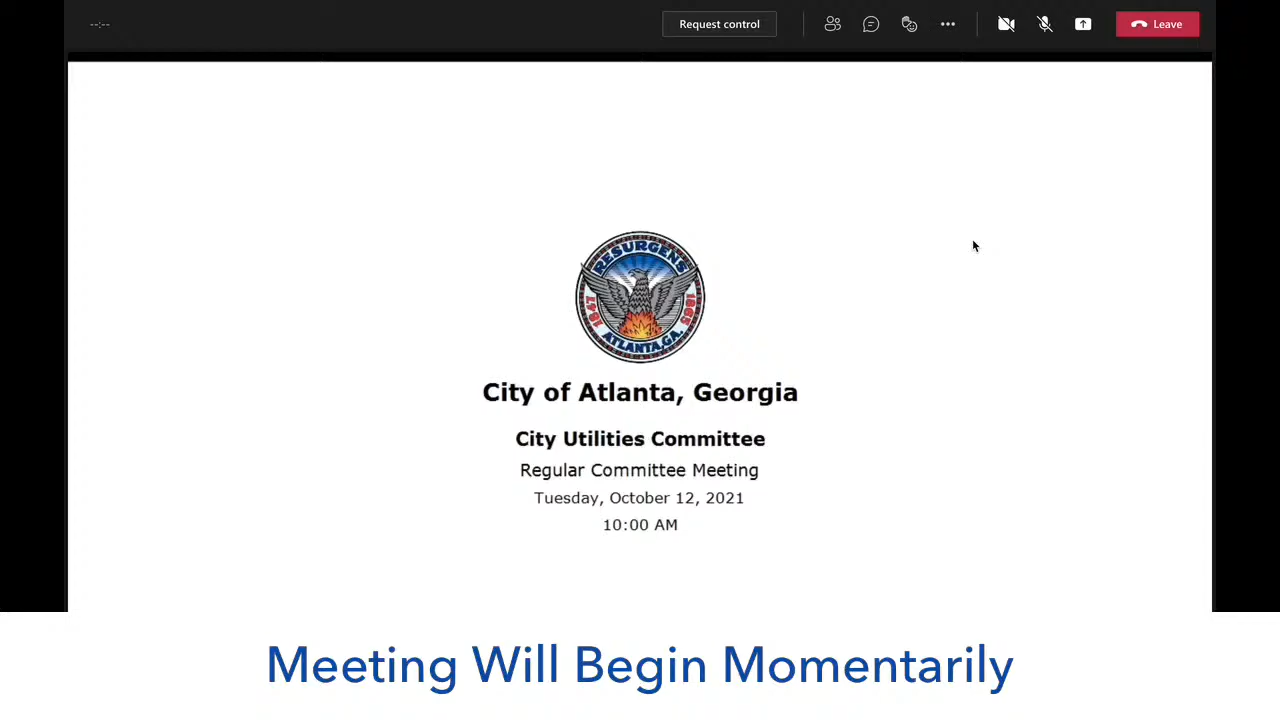 --:--
Request control
Leave
RESURGENS
1847
1865
ATLANTA, GA.
City of Atlanta, Georgia
City Utilities Committee
Regular Committee Meeting
Tuesday, October 12, 2021
10:00 AM
Meeting Will Begin Momentarily